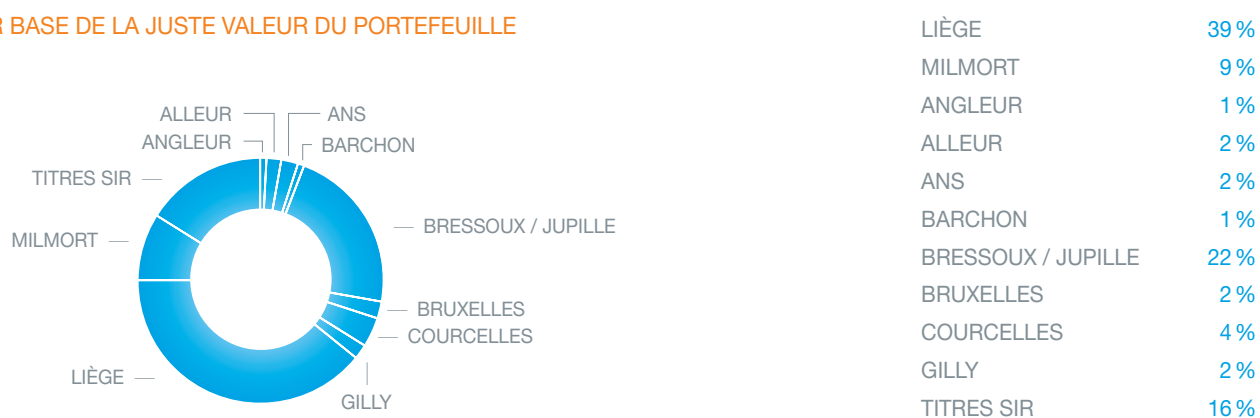 BASE DE LA JUSTE VALEUR DU PORTEFEUILLE
ALLEUR
ANS
ANGLEUR
BARCHON
TITRES SIR
BRESSOUX / JUPILLE
MILMORT
BRUXELLES
COURCELLES
LIÈGE
GILLY
LIÈGE 39 %
MILMORT 9 %
ANGLEUR 1 %
ALLEUR 2 %
ANS 2 %
BARCHON 1 %
BRESSOUX / JUPILLE 22 %
BRUXELLES 2 %
COURCELLES 4 %
GILLY 2 %
TITRES SIR 16 %